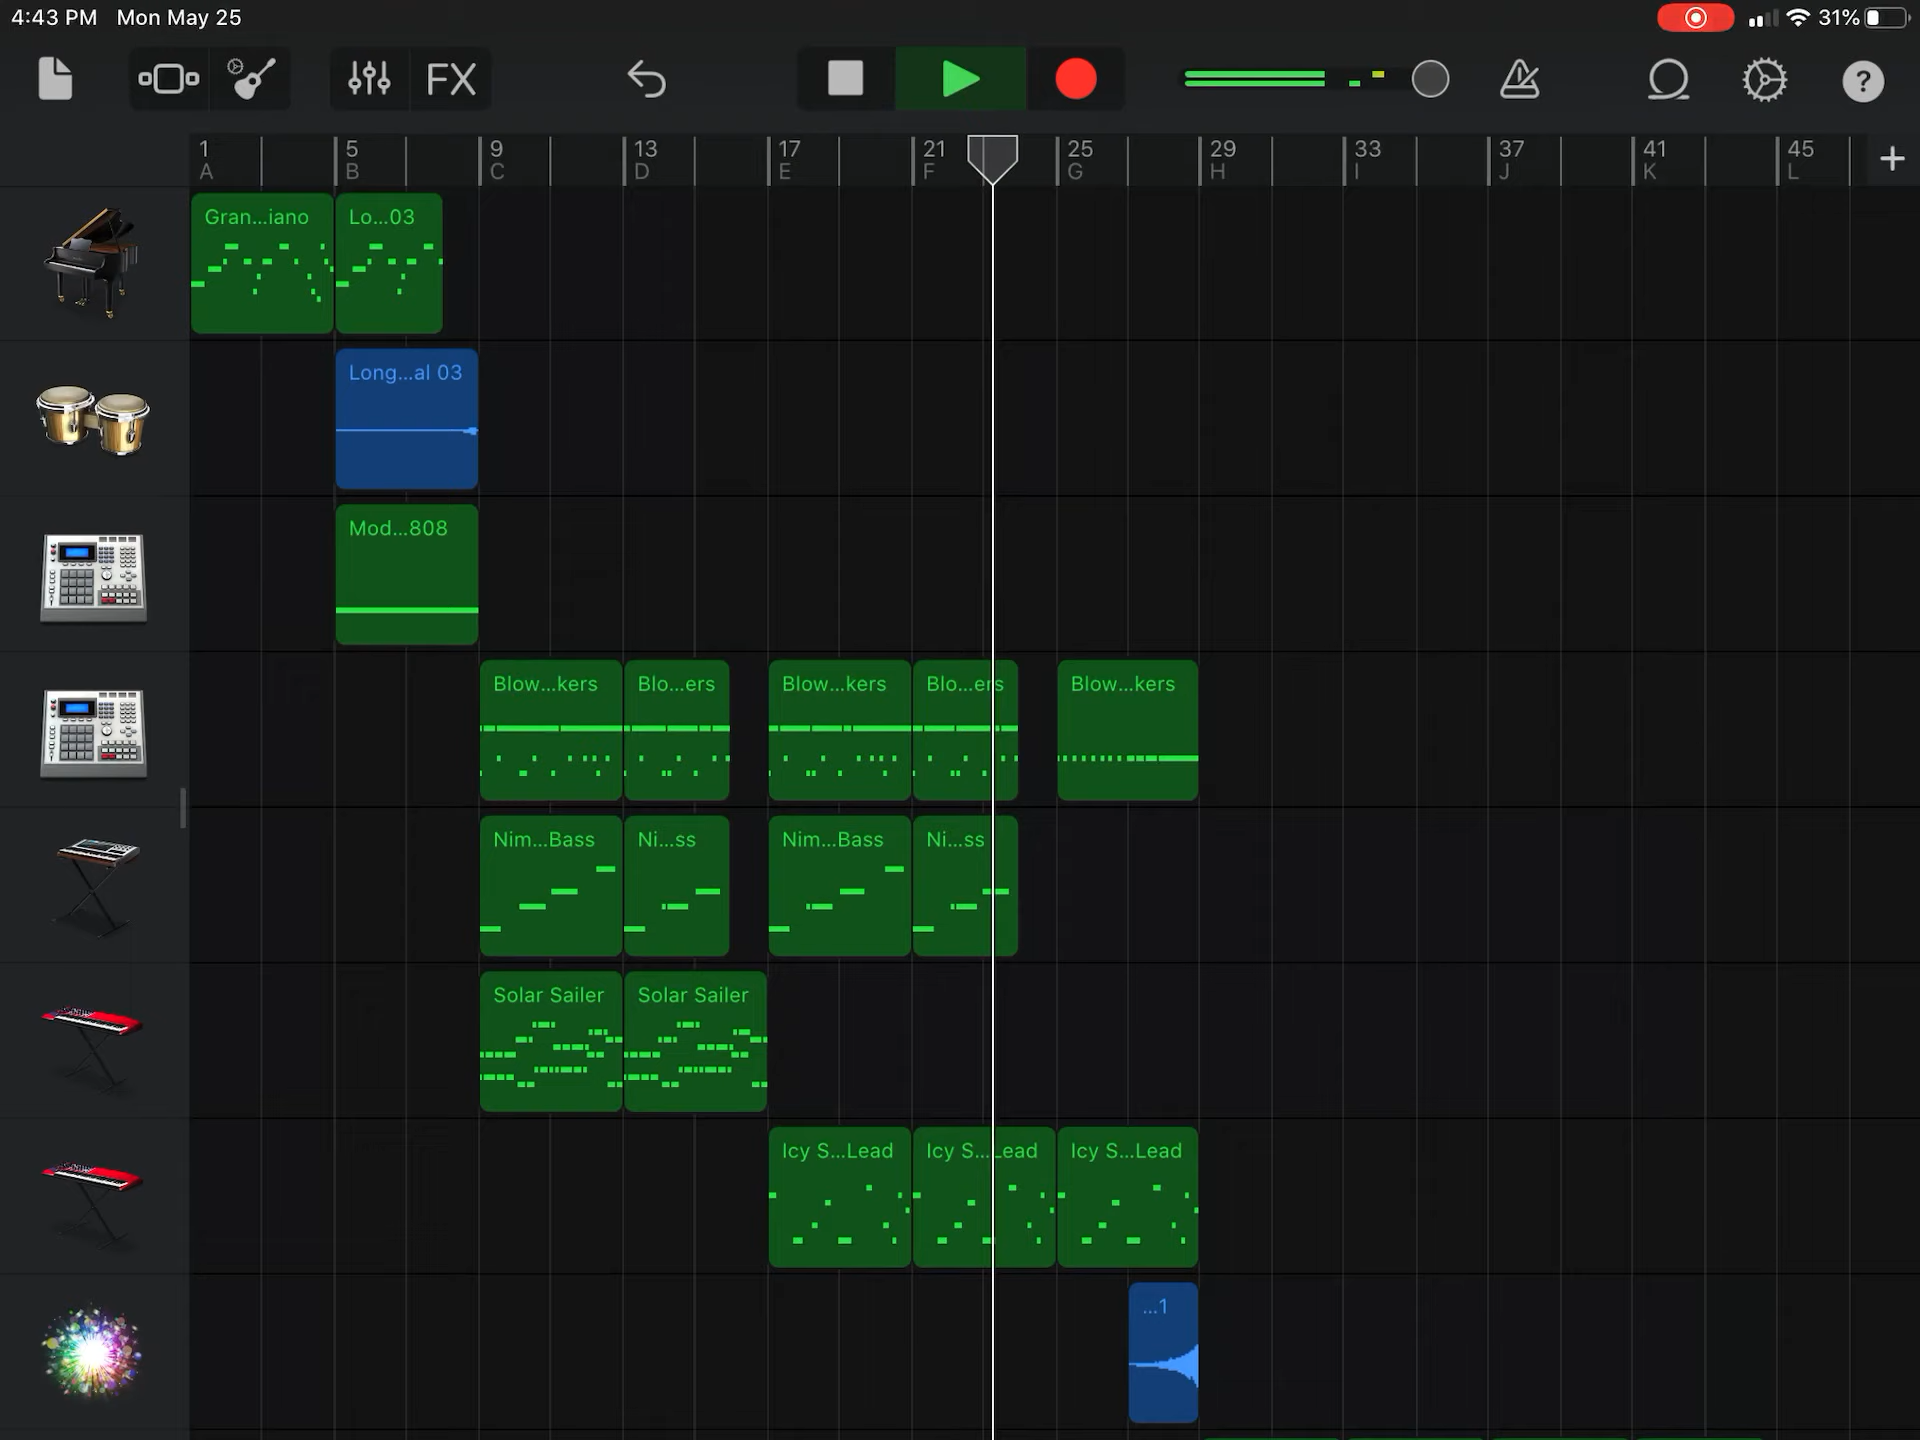 4:43 PM Mon May 25
31%
FX
?
1 5 9 13 17 21 25 29 33 37 41 45 +
A B C D E F G H I J K L
Gran...iano Lo...03
Long...al 03
Mod...808
Blow...kers Blo...ers Blow...kers Blo...ers Blow...kers
Nim...Bass Ni...ss Nim...Bass Ni...ss
Solar Sailer Solar Sailer
Icy S...Lead Icy S...Lead Icy S...Lead
...1